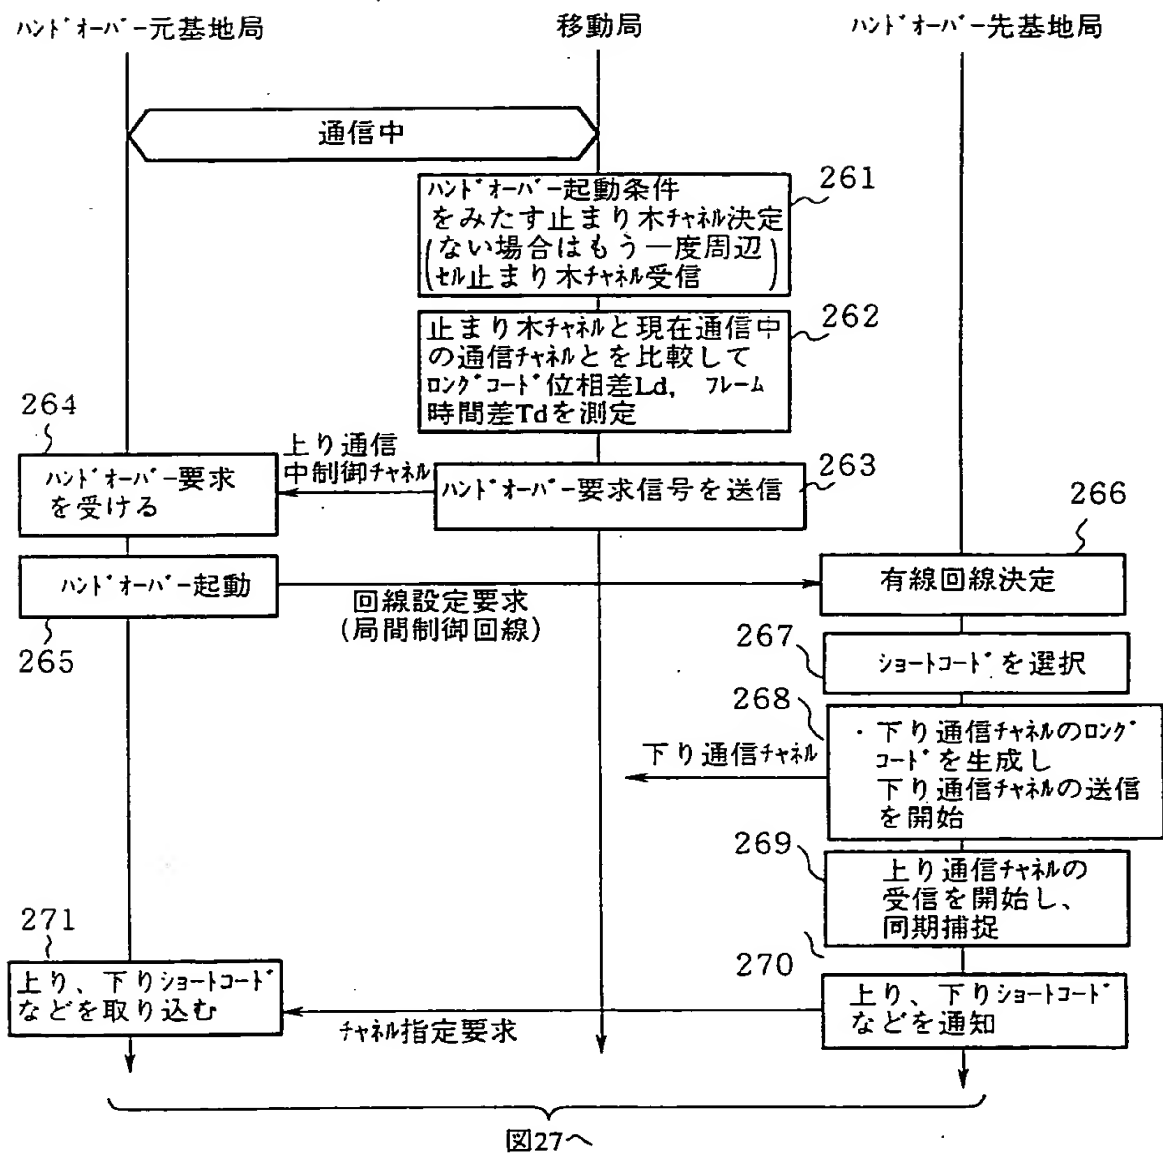 ハンドオーバー元基地局
移動局
ハンドオーバー先基地局
通信中
261
ハンドオーバー起動条件
をみたす止まり木チャネル決定
(ない場合はもう一度周辺
セル止まり木チャネル受信)
262
止まり木チャネルと現在通信中
の通信チャネルとを比較して
ロングコード位相差Ld, フレーム
時間差Tdを測定
264
上り通信
中制御チャネル
263
ハンドオーバー要求
を受ける
ハンドオーバー要求信号を送信
266
ハンドオーバー起動
有線回線決定
回線設定要求
(局間制御回線)
265
267
ショートコードを選択
268
下り通信チャネル
・下り通信チャネルのロング
コードを生成し
下り通信チャネルの送信
を開始
269
上り通信チャネルの
受信を開始し、
同期捕捉
271
270
上り、下りショートコード
などを取り込む
上り、下りショートコード
などを通知
チャネル指定要求
図27へ